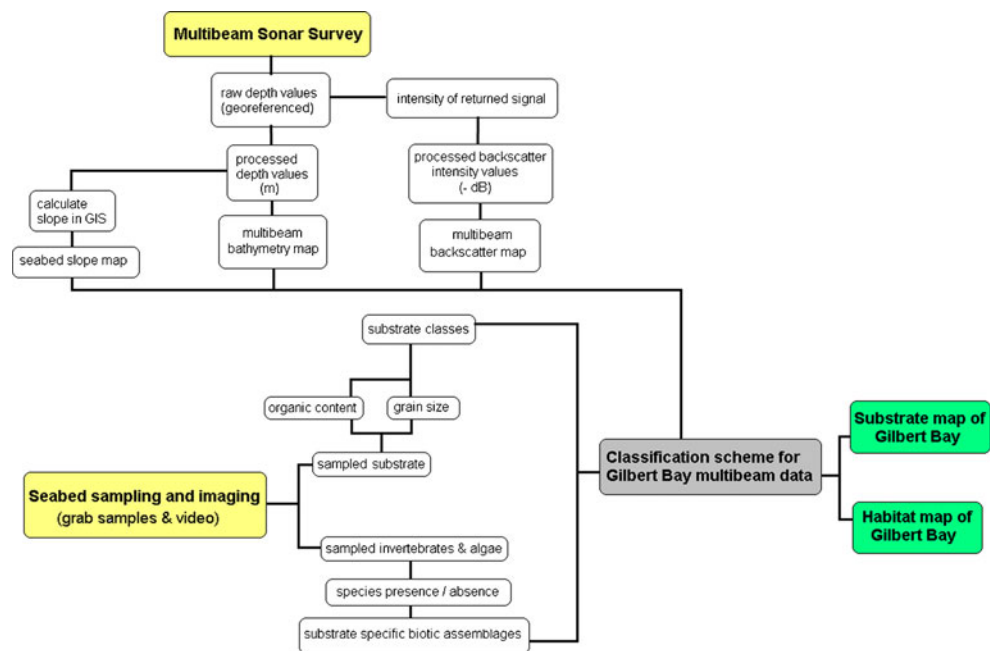 Multibeam Sonar Survey
raw depth values
(georeferenced)
intensity of returned signal
processed
depth values
(m)
processed backscatter
intensity values
(- dB)
calculate
slope in GIS
multibeam
bathymetry map
multibeam
backscatter map
seabed slope map
substrate classes
organic content
grain size
sampled substrate
Seabed sampling and imaging
(grab samples & video)
sampled invertebrates & algae
species presence / absence
substrate specific biotic assemblages
Classification scheme for
Gilbert Bay multibeam data
Substrate map of
Gilbert Bay
Habitat map of
Gilbert Bay